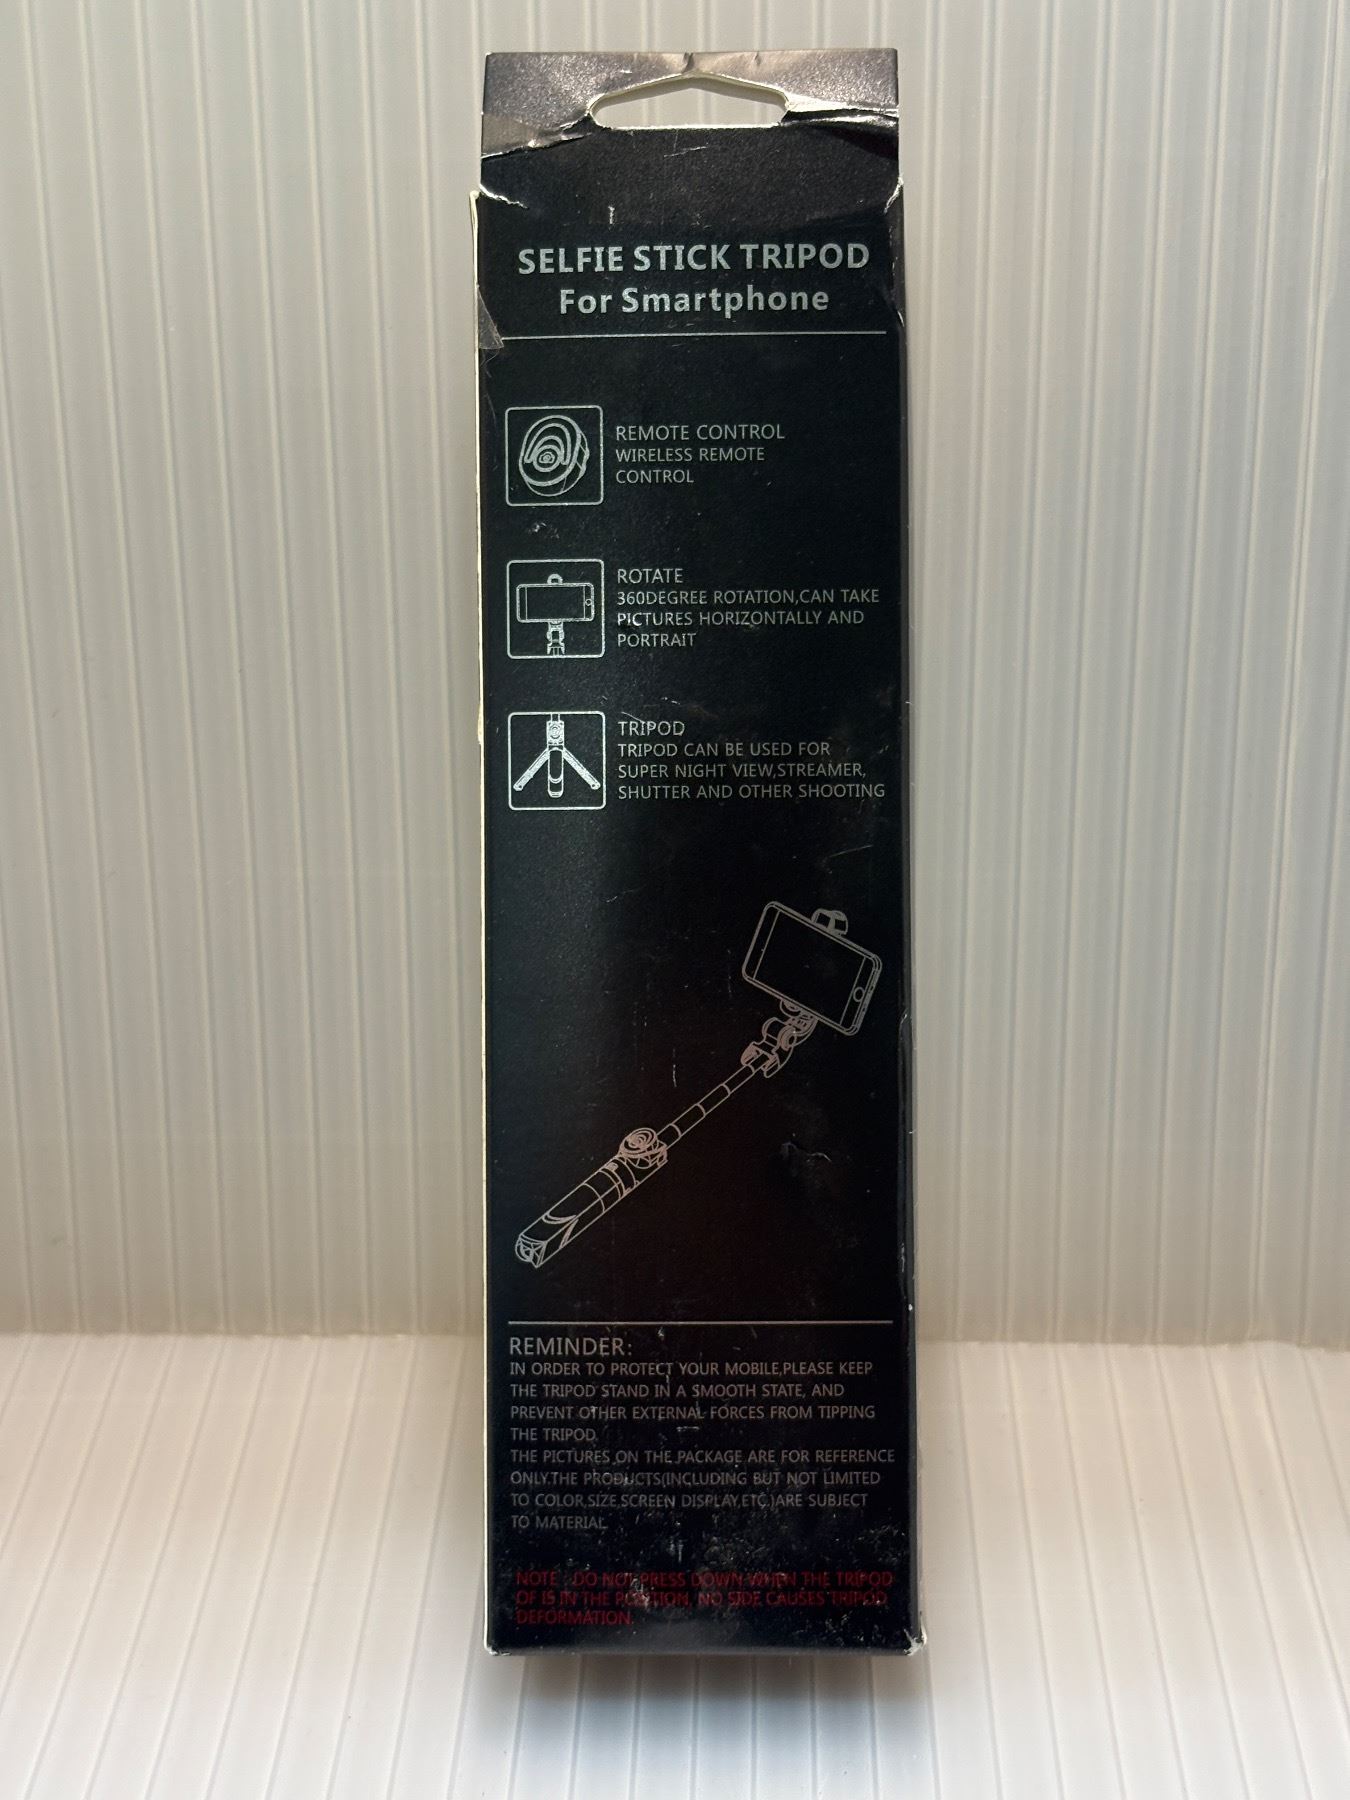 SELFIE STICK TRIPOD
For Smartphone
REMOTE CONTROL
WIRELESS REMOTE
CONTROL
ROTATE
360DEGREE ROTATION,CAN TAKE
PICTURES HORIZONTALLY AND
PORTRAIT
TRIPOD
TRIPOD CAN BE USED FOR
SUPER NIGHT VIEW,STREAMER,
SHUTTER AND OTHER SHOOTING
REMINDER:
IN ORDER TO PROTECT YOUR MOBILE,PLEASE KEEP
THE TRIPOD STAND IN A SMOOTH STATE, AND
PREVENT OTHER EXTERNAL FORCES FROM TIPPING
THE TRIPOD.
THE PICTURES ON THE PACKAGE ARE FOR REFERENCE
ONLY.THE PRODUCTS(INCLUDING BUT NOT LIMITED
TO COLOR,SIZE,SCREEN DISPLAY,ETC.)ARE SUBJECT
TO MATERIAL.
NOTE : DO NOT PRESS DOWN WHEN THE TRIPOD
OF IS IN THE POSITION, NO SIDE CAUSES TRIPOD
DEFORMATION.